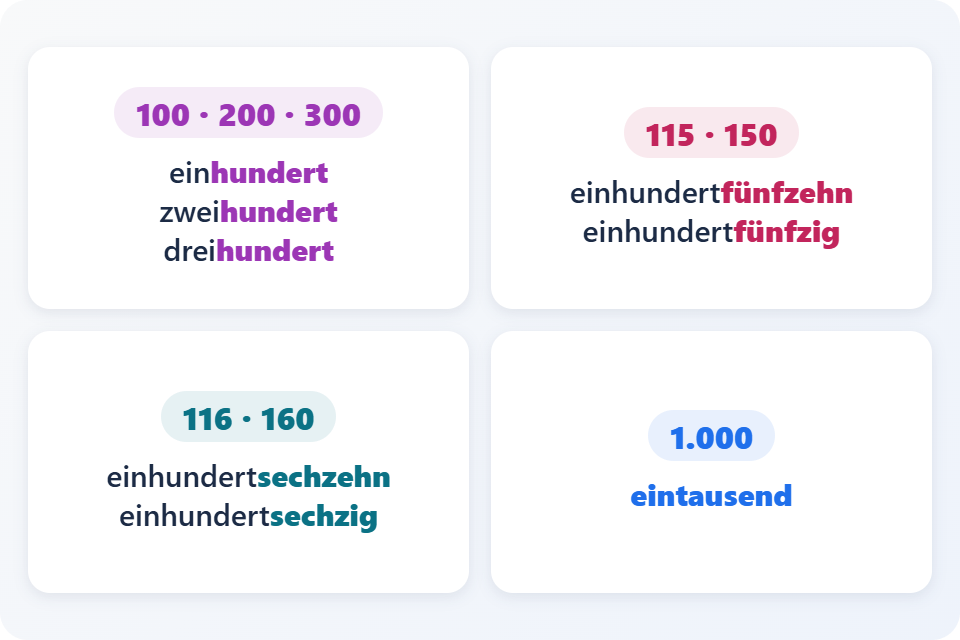 100 · 200 · 300
einhundert
zweihundert
dreihundert
115 · 150
einhundertfünfzehn
einhundertfünfzig
116 · 160
einhundertsechzehn
einhundertsechzig
1.000
eintausend